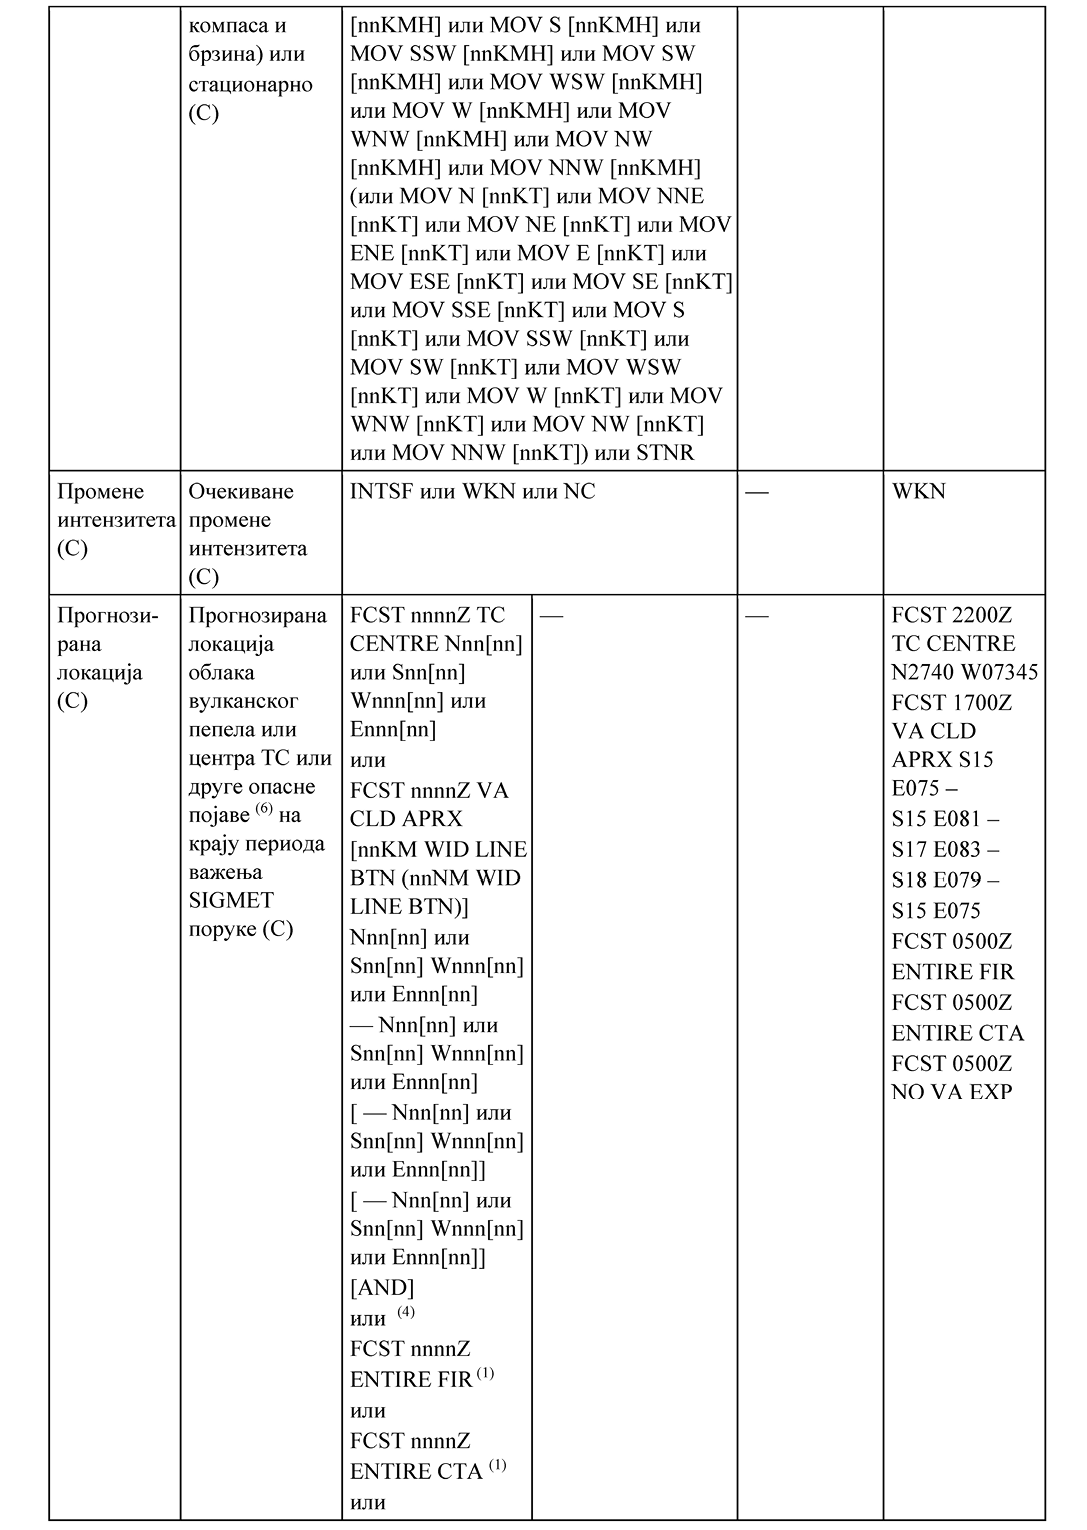 компаса и
брзина) или
стационарно
(C)
[nnKMH] или MOV S [nnKMH] или
MOV SSW [nnKMH] или MOV SW
[nnKMH] или MOV WSW [nnKMH]
или MOV W [nnKMH] или MOV
WNW [nnKMH] или MOV NW
[nnKMH] или MOV NNW [nnKMH]
(или MOV N [nnKT] или MOV NNE
[nnKT] или MOV NE [nnKT] или MOV
ENE [nnKT] или MOV E [nnKT] или
MOV ESE [nnKT] или MOV SE [nnKT]
или MOV SSE [nnKT] или MOV S
[nnKT] или MOV SSW [nnKT] или
MOV SW [nnKT] или MOV WSW
[nnKT] или MOV W [nnKT] или MOV
WNW [nnKT] или MOV NW [nnKT]
или MOV NNW [nnKT]) или STNR
Промене
интензитета
(C)
Очекиване
промене
интензитета
(C)
INTSF или WKN или NC
—
WKN
Прогнози-
рана
локација
(C)
Прогнозирана
локација
облака
вулканског
пепела или
центра TC или
друге опасне
појаве (6) на
крају периода
важења
SIGMET
поруке (C)
FCST nnnnZ TC
CENTRE Nnn[nn]
или Snn[nn]
Wnnn[nn] или
Ennn[nn]
или
FCST nnnnZ VA
CLD APRX
[nnKM WID LINE
BTN (nnNM WID
LINE BTN)]
Nnn[nn] или
Snn[nn] Wnnn[nn]
или Ennn[nn]
— Nnn[nn] или
Snn[nn] Wnnn[nn]
или Ennn[nn]
[ — Nnn[nn] или
Snn[nn] Wnnn[nn]
или Ennn[nn]]
[ — Nnn[nn] или
Snn[nn] Wnnn[nn]
или Ennn[nn]]
[AND]
или (4)
FCST nnnnZ
ENTIRE FIR (1)
или
FCST nnnnZ
ENTIRE CTA (1)
или
—
—
FCST 2200Z
TC CENTRE
N2740 W07345
FCST 1700Z
VA CLD
APRX S15
E075 –
S15 E081 –
S17 E083 –
S18 E079 –
S15 E075
FCST 0500Z
ENTIRE FIR
FCST 0500Z
ENTIRE CTA
FCST 0500Z
NO VA EXP